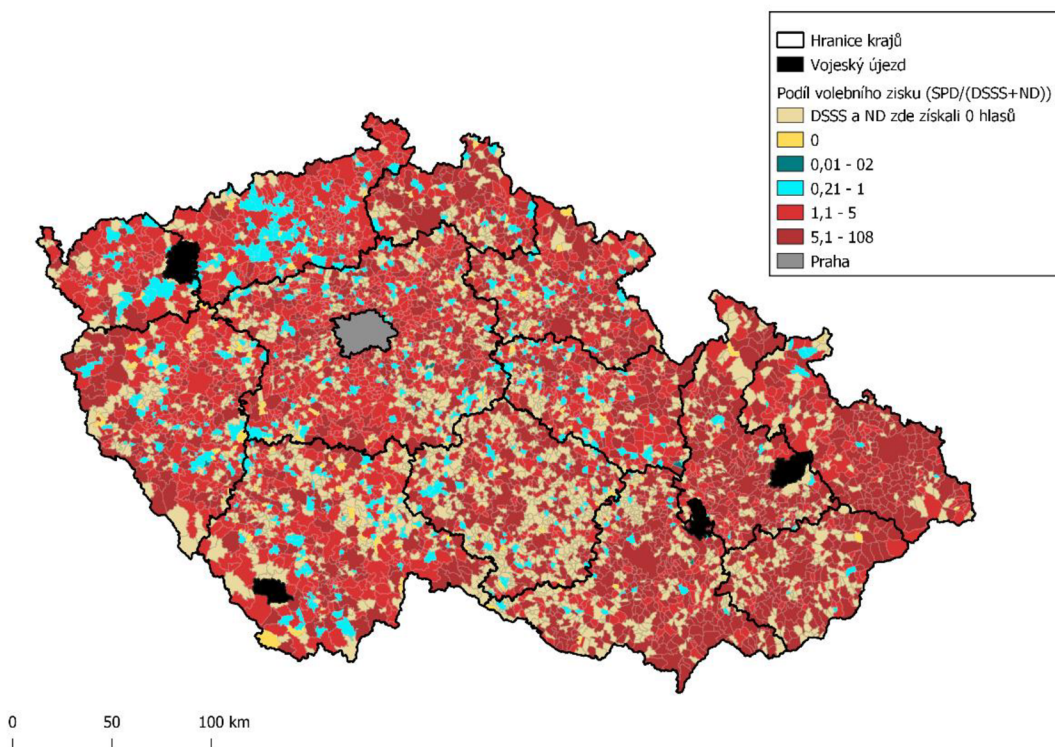 Hranice krajů
Vojeský újezd
Podíl volebního zisku (SPD/(DSSS+ND))
DSSS a ND zde získali 0 hlasů
0
0,01 - 02
0,21 - 1
1,1 - 5
5,1 - 108
Praha
0 50 100 km